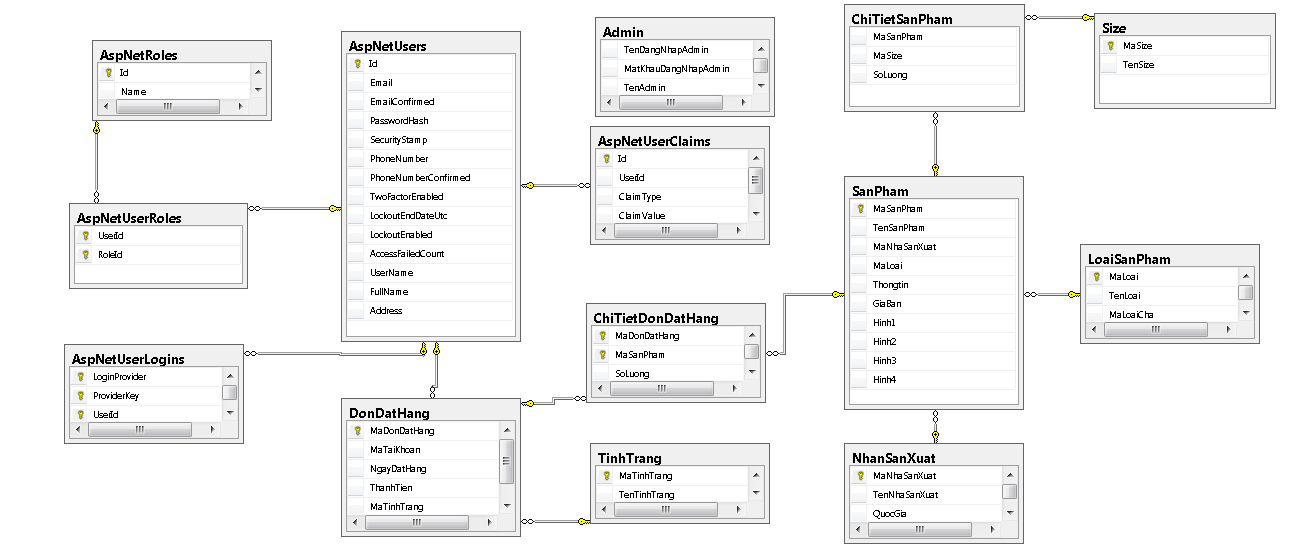 AspNetRoles
Id
Name
AspNetUserRoles
UserId
RoleId
AspNetUserLogins
LoginProvider
ProviderKey
UserId
AspNetUsers
Id
Email
EmailConfirmed
PasswordHash
SecurityStamp
PhoneNumber
PhoneNumberConfirmed
TwoFactorEnabled
LockoutEndDateUtc
LockoutEnabled
AccessFailedCount
UserName
FullName
Address
DonDatHang
MaDonDatHang
MaTaiKhoan
NgayDatHang
ThanhTien
MaTinhTrang
Admin
TenDangNhapAdmin
MatKhauDangNhapAdmin
TenAdmin
AspNetUserClaims
Id
UserId
ClaimType
ClaimValue
ChiTietDonDatHang
MaDonDatHang
MaSanPham
SoLuong
TinhTrang
MaTinhTrang
TenTinhTrang
ChiTietSanPham
MaSanPham
MaSize
SoLuong
SanPham
MaSanPham
TenSanPham
MaNhaSanXuat
MaLoai
Thongtin
GiaBan
Hinh1
Hinh2
Hinh3
Hinh4
NhanSanXuat
MaNhaSanXuat
TenNhaSanXuat
QuocGia
Size
MaSize
TenSize
LoaiSanPham
MaLoai
TenLoai
MaLoaiCha